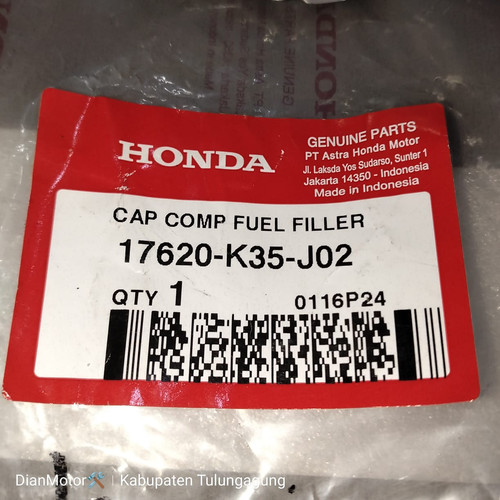 HONDA
GENUINE PARTS
PT Astra Honda Motor
Jl. Laksda Yos Sudarso, Sunter 1
Jakarta 14350 - Indonesia
Made in Indonesia
CAP COMP FUEL FILLER
17620-K35-J02
QTY 1
0116P24
HONDA
DianMotor🛠️ | Kabupaten Tulungagung